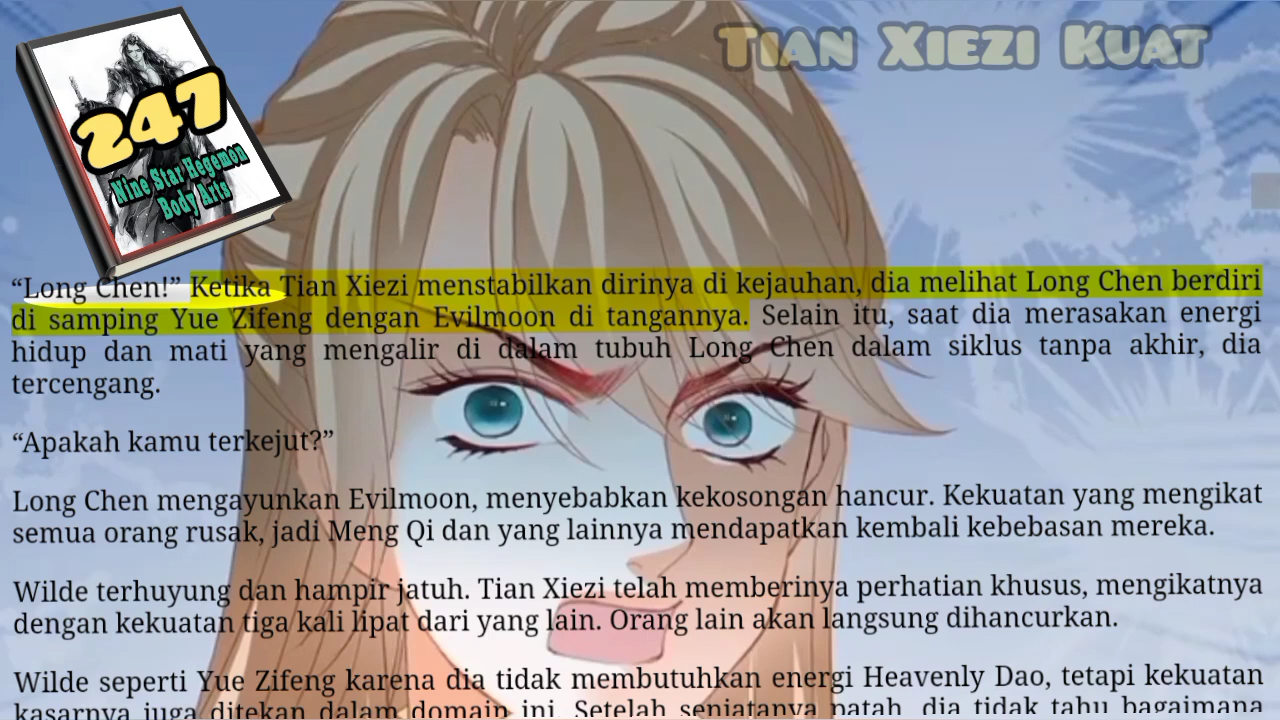 Tian Xiezi Kuat
247
Nine Star Hegemon
Body Arts
“Long Chen!” Ketika Tian Xiezi menstabilkan dirinya di kejauhan, dia melihat Long Chen berdiri
di samping Yue Zifeng dengan Evilmoon di tangannya. Selain itu, saat dia merasakan energi
hidup dan mati yang mengalir di dalam tubuh Long Chen dalam siklus tanpa akhir, dia
tercengang.
“Apakah kamu terkejut?”
Long Chen mengayunkan Evilmoon, menyebabkan kekosongan hancur. Kekuatan yang mengikat
semua orang rusak, jadi Meng Qi dan yang lainnya mendapatkan kembali kebebasan mereka.
Wilde terhuyung dan hampir jatuh. Tian Xiezi telah memberinya perhatian khusus, mengikatnya
dengan kekuatan tiga kali lipat dari yang lain. Orang lain akan langsung dihancurkan.
Wilde seperti Yue Zifeng karena dia tidak membutuhkan energi Heavenly Dao, tetapi kekuatan
kasarnya juga ditekan dalam domain ini. Setelah senjatanya patah, dia tidak tahu bagaimana